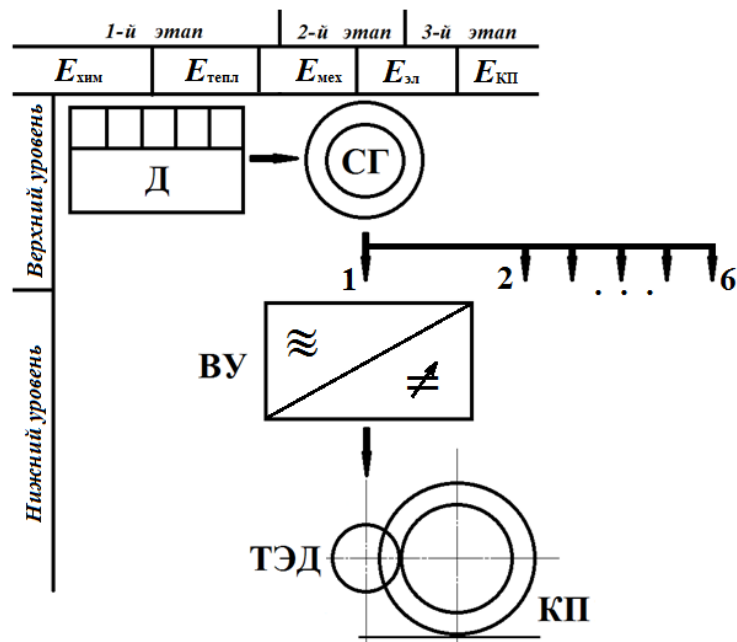 1-й этап 2-й этап 3-й этап
Eхим Eтепл Eмех Eэл EКП
Верхний уровень
Д
СГ
1 2 . . . 6
Нижний уровень
ВУ
ТЭД
КП